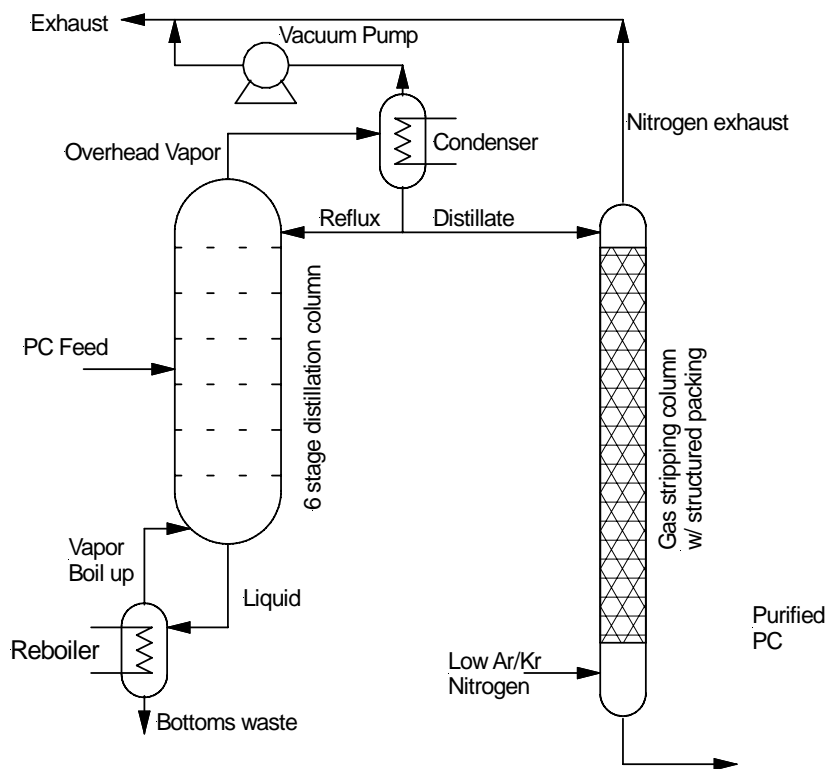 Exhaust
Vacuum Pump
Nitrogen exhaust
Overhead Vapor
Condenser
Reflux
Distillate
PC Feed
6 stage distillation column
Gas stripping column
w/ structured packing
Vapor
Boil up
Liquid
Purified
PC
Reboiler
Low Ar/Kr
Nitrogen
Bottoms waste